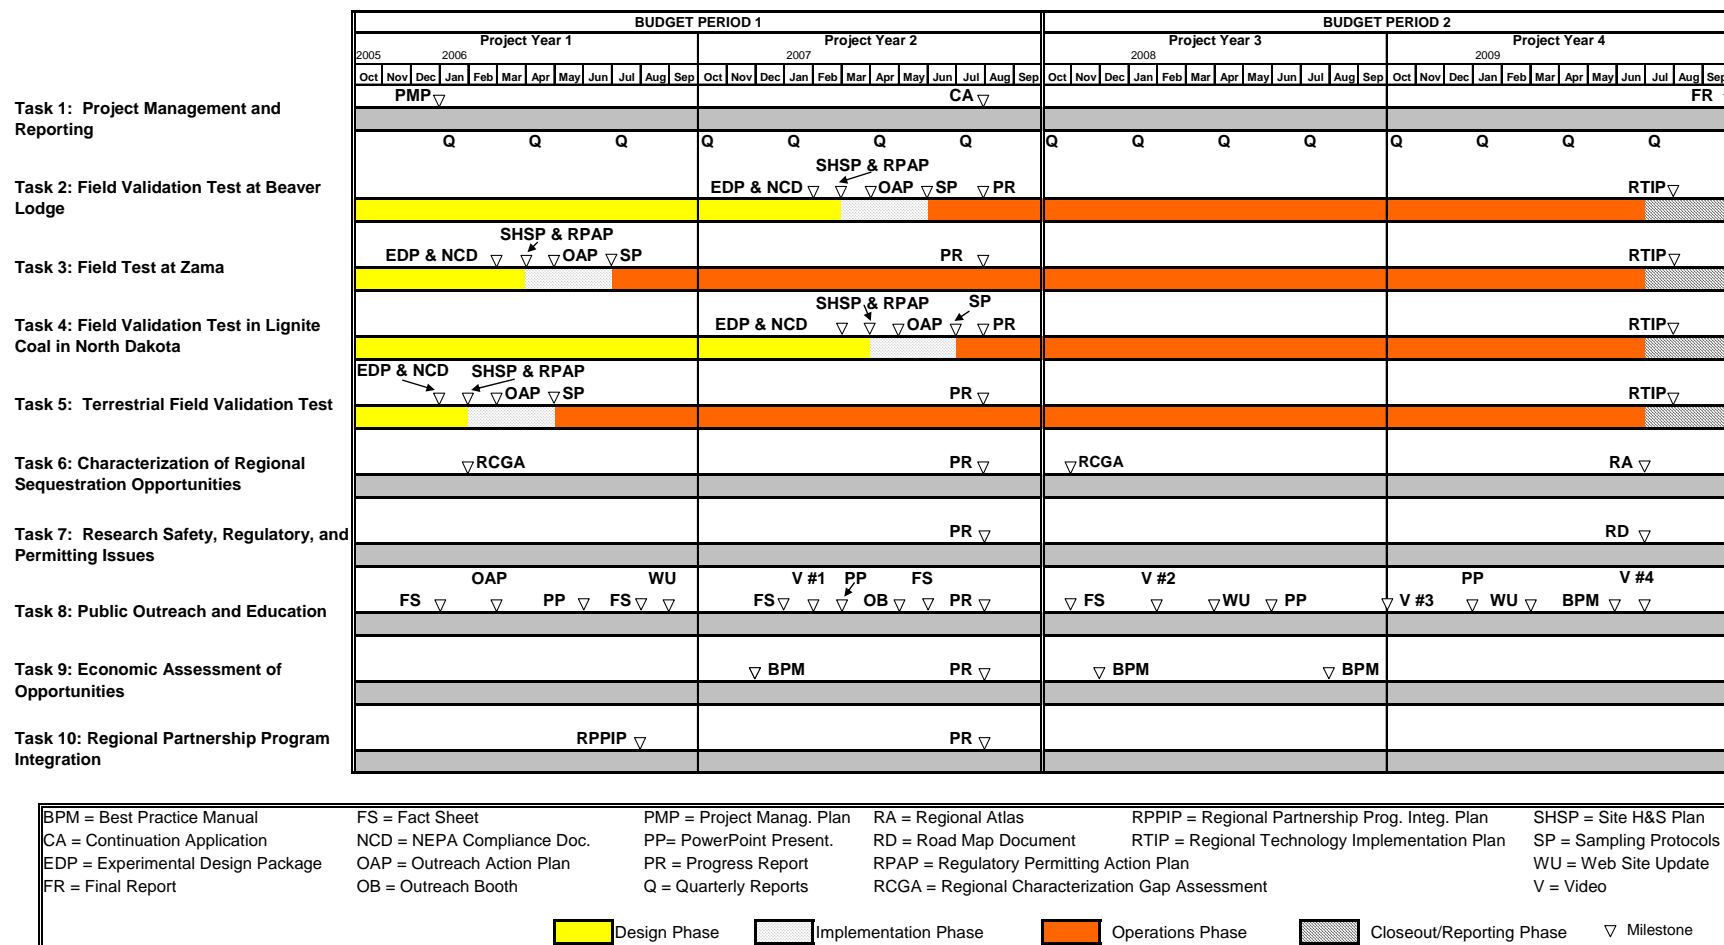 BUDGET PERIOD 1 BUDGET PERIOD 2
Project Year 1 Project Year 2 Project Year 3 Project Year 4
2005 2006 2007 2008 2009
Oct Nov Dec Jan Feb Mar Apr May Jun Jul Aug Sep Oct Nov Dec Jan Feb Mar Apr May Jun Jul Aug Sep Oct Nov Dec Jan Feb Mar Apr May Jun Jul Aug Sep Oct Nov Dec Jan Feb Mar Apr May Jun Jul Aug Sep
PMP CA FR
Task 1: Project Management and
Reporting
Q Q Q Q Q Q Q Q Q Q Q Q Q Q Q
SHSP & RPAP
EDP & NCD OAP SP PR RTIP
Task 2: Field Validation Test at Beaver
Lodge
SHSP & RPAP
EDP & NCD OAP SP PR RTIP
Task 3: Field Test at Zama
SHSP & RPAP SP
EDP & NCD OAP PR RTIP
Task 4: Field Validation Test in Lignite
Coal in North Dakota
EDP & NCD SHSP & RPAP
OAP SP PR RTIP
Task 5: Terrestrial Field Validation Test
RCGA PR RCGA RA
Task 6: Characterization of Regional
Sequestration Opportunities
PR RD
Task 7: Research Safety, Regulatory, and
Permitting Issues
OAP WU V #1 PP FS V #2 PP V #4
FS PP FS FS OB PR FS WU PP V #3 WU BPM
Task 8: Public Outreach and Education
BPM PR BPM BPM
Task 9: Economic Assessment of
Opportunities
RPPIP PR
Task 10: Regional Partnership Program
Integration
BPM = Best Practice Manual FS = Fact Sheet PMP = Project Manag. Plan RA = Regional Atlas RPPIP = Regional Partnership Prog. Integ. Plan SHSP = Site H&S Plan
CA = Continuation Application NCD = NEPA Compliance Doc. PP= PowerPoint Present. RD = Road Map Document RTIP = Regional Technology Implementation Plan SP = Sampling Protocols
EDP = Experimental Design Package OAP = Outreach Action Plan PR = Progress Report RPAP = Regulatory Permitting Action Plan WU = Web Site Update
FR = Final Report OB = Outreach Booth Q = Quarterly Reports RCGA = Regional Characterization Gap Assessment V = Video
Design Phase Implementation Phase Operations Phase Closeout/Reporting Phase Milestone